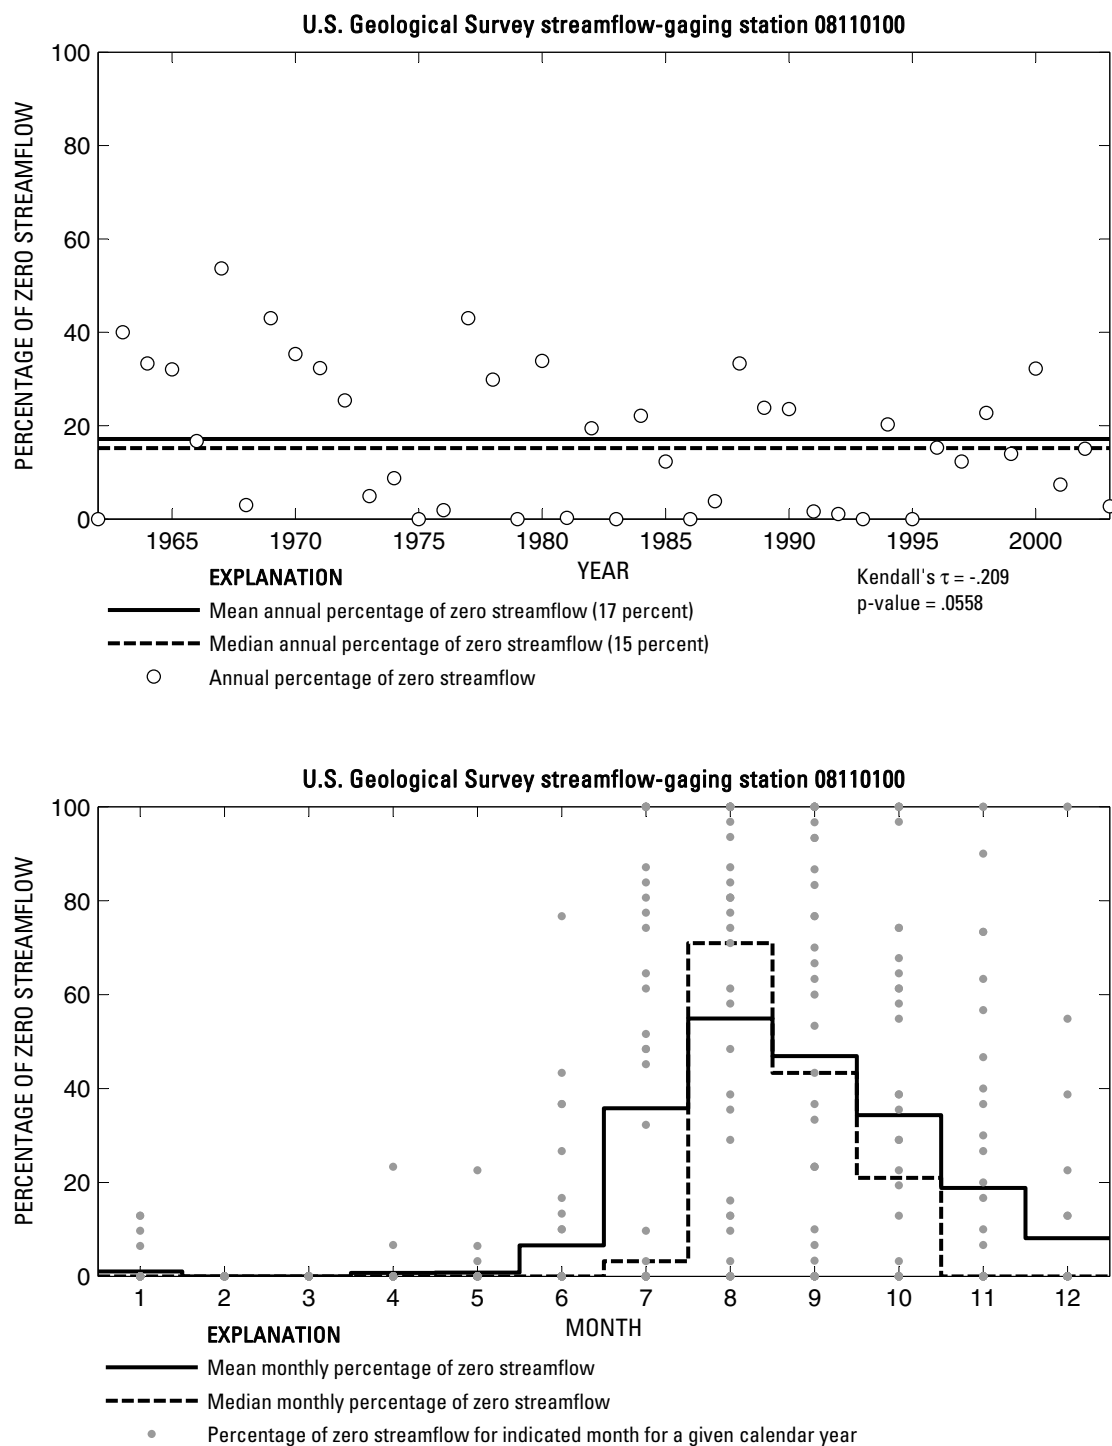 U.S. Geological Survey streamflow-gaging station 08110100
PERCENTAGE OF ZERO STREAMFLOW
100
80
60
40
20
0
1965 1970 1975 1980 1985 1990 1995 2000
YEAR
EXPLANATION
Mean annual percentage of zero streamflow (17 percent)
Median annual percentage of zero streamflow (15 percent)
Annual percentage of zero streamflow
Kendall's τ = -.209
p-value = .0558
U.S. Geological Survey streamflow-gaging station 08110100
PERCENTAGE OF ZERO STREAMFLOW
100
80
60
40
20
0
1 2 3 4 5 6 7 8 9 10 11 12
MONTH
EXPLANATION
Mean monthly percentage of zero streamflow
Median monthly percentage of zero streamflow
Percentage of zero streamflow for indicated month for a given calendar year